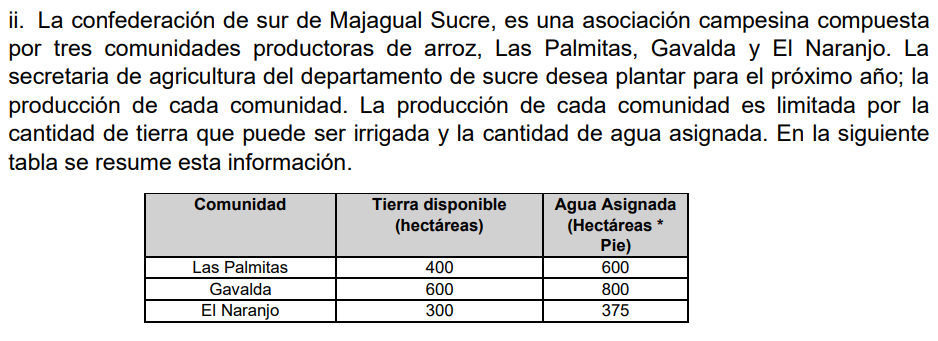 ii. La confederación de sur de Majagual Sucre, es una asociación campesina compuesta
por tres comunidades productoras de arroz, Las Palmitas, Gavalda y El Naranjo. La
secretaria de agricultura del departamento de sucre desea plantar para el próximo año; la
producción de cada comunidad. La producción de cada comunidad es limitada por la
cantidad de tierra que puede ser irrigada y la cantidad de agua asignada. En la siguiente
tabla se resume esta información.
Comunidad Tierra disponible Agua Asignada
(hectáreas) (Hectáreas *
Pie)
Las Palmitas 400 600
Gavalda 600 800
El Naranjo 300 375